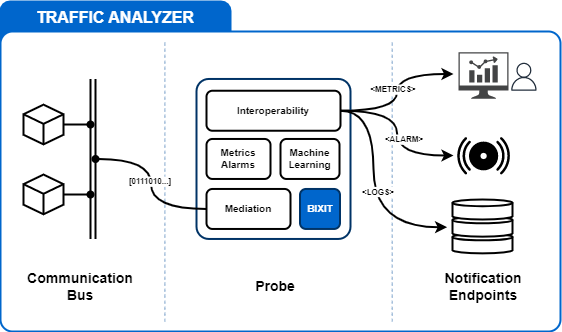 TRAFFIC ANALYZER
Interoperability
Metrics
Alarms
Machine
Learning
Mediation
BIXIT
[0111010...]
<METRICS>
<ALARM>
<LOGS>
Communication
Bus
Probe
Notification
Endpoints